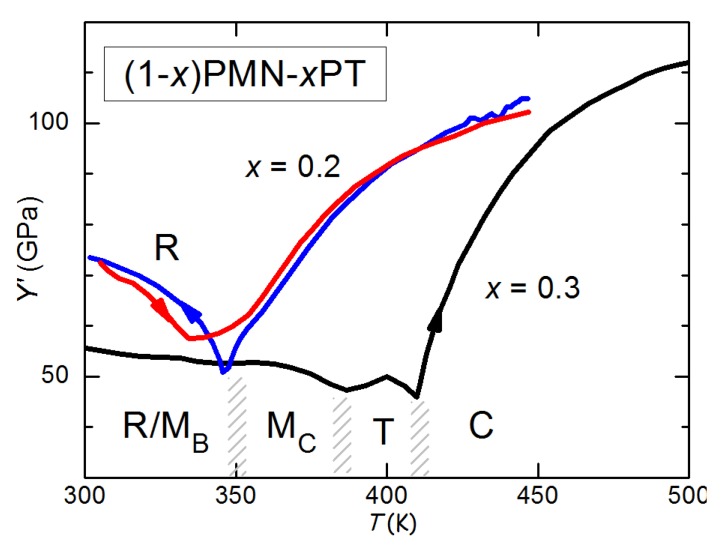 (1-x)PMN-xPT
100
x = 0.2
R
Y' (GPa)
x = 0.3
50
R/MB
MC
T
C
300
350
400
450
500
T (K)